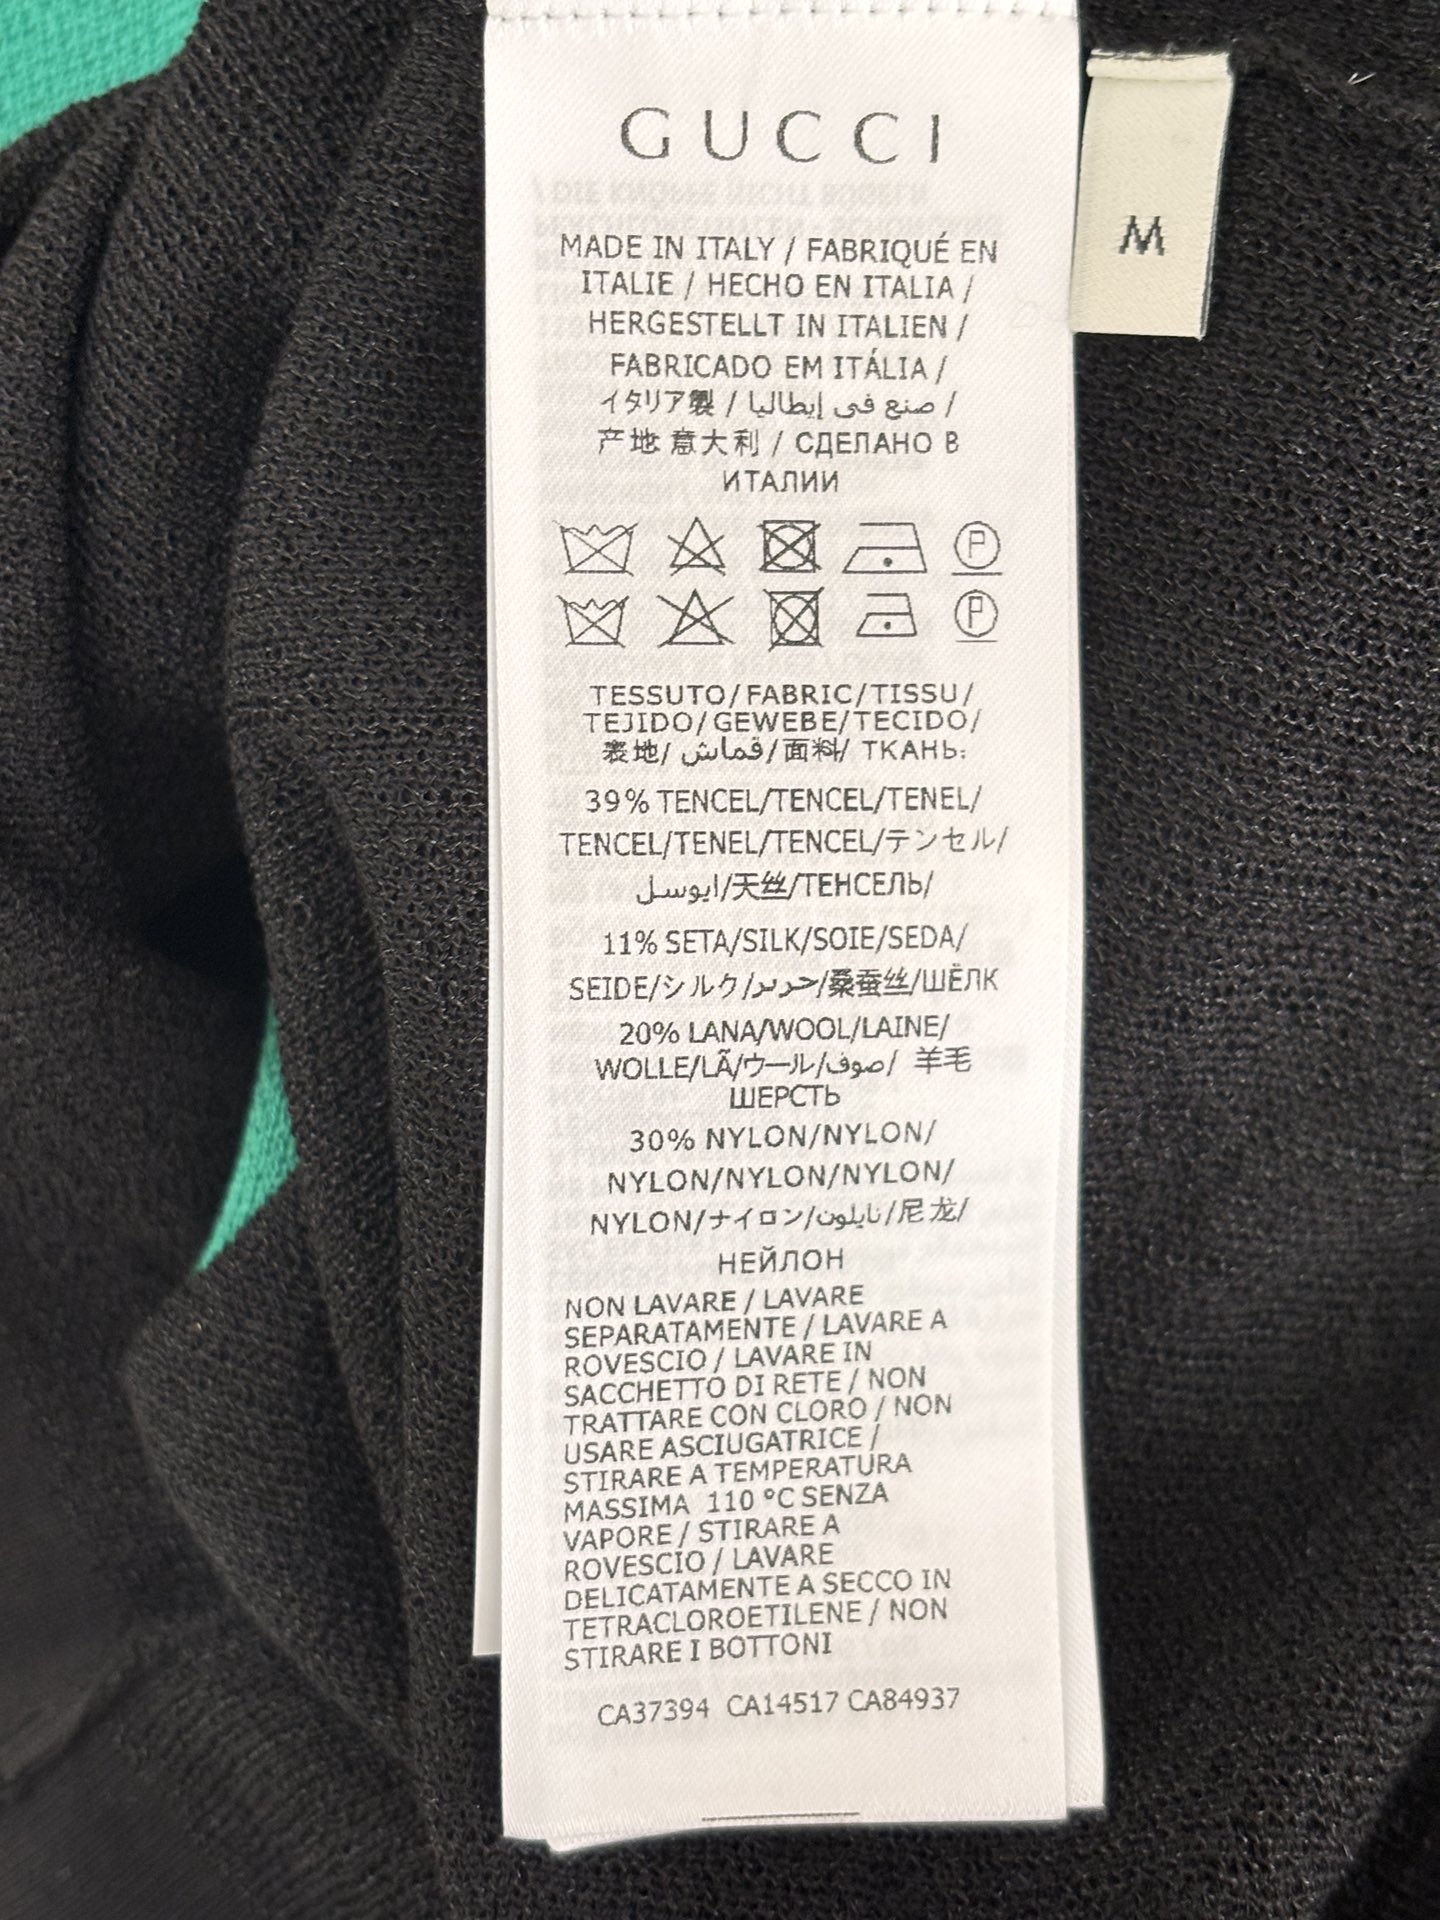 GUCCI
M
MADE IN ITALY / FABRIQUÉ EN
ITALIE / HECHO EN ITALIA /
HERGESTELLT IN ITALIEN /
FABRICADO EM ITÁLIA /
イタリア製 / صنع في إيطاليا /
产地 意大利 / СДЕЛАНО В
ИТАЛИИ
P
P
TESSUTO/FABRIC/TISSU/
TEJIDO/GEWEBE/TECIDO/
表地/ قماش/面料/ ТКАНЬ:
39% TENCEL/TENCEL/TENEL/
TENCEL/TENEL/TENCEL/テンセル/
ايوسل/天丝/ТЕНСЕЛЬ/
11% SETA/SILK/SOIE/SEDA/
SEIDE/シルク/حرير/桑蚕丝/ШЁЛК
20% LANA/WOOL/LAINE/
WOLLE/LÃ/ウール/صوف/ 羊毛
ШЕРСТЬ
30% NYLON/NYLON/
NYLON/NYLON/NYLON/
NYLON/ナイロン/نايلون/尼龙/
НЕЙЛОН
NON LAVARE / LAVARE
SEPARATAMENTE / LAVARE A
ROVESCIO / LAVARE IN
SACCHETTO DI RETE / NON
TRATTARE CON CLORO / NON
USARE ASCIUGATRICE /
STIRARE A TEMPERATURA
MASSIMA 110 °C SENZA
VAPORE / STIRARE A
ROVESCIO / LAVARE
DELICATAMENTE A SECCO IN
TETRACLOROETILENE / NON
STIRARE I BOTTONI
CA37394 CA14517 CA84937